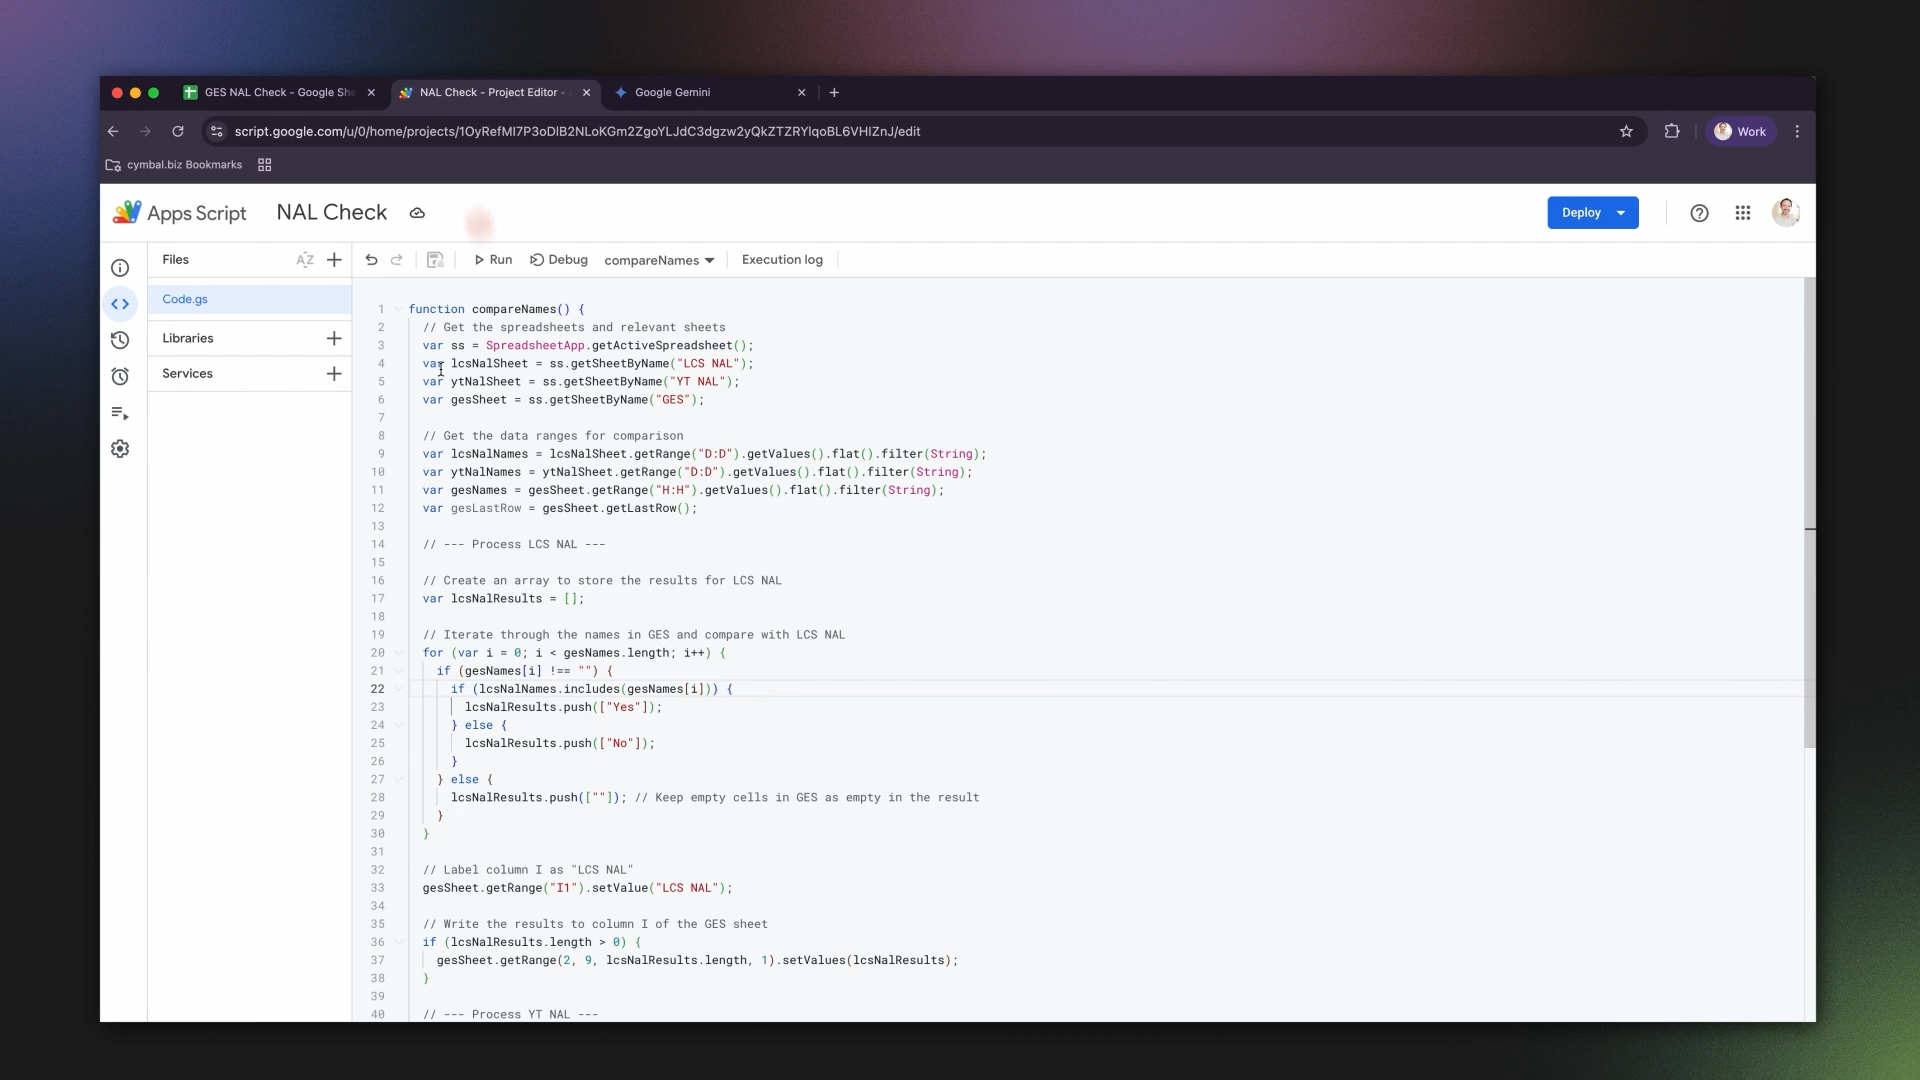 GES NAL Check - Google She
NAL Check - Project Editor -
Google Gemini
script.google.com/u/0/home/projects/1OyRefMI7P3oDlB2NLoKGm2ZgoYLJdC3dgzw2yQkZTZRYlqoBL6VHIZnJ/edit
Work
cymbal.biz Bookmarks
Apps Script
NAL Check
Deploy
Files
AZ
Run
Debug
compareNames
Execution log
Code.gs
Libraries
Services
1 function compareNames() {
2 // Get the spreadsheets and relevant sheets
3 var ss = SpreadsheetApp.getActiveSpreadsheet();
4 var lcsNalSheet = ss.getSheetByName("LCS NAL");
5 var ytNalSheet = ss.getSheetByName("YT NAL");
6 var gesSheet = ss.getSheetByName("GES");
7
8 // Get the data ranges for comparison
9 var lcsNalNames = lcsNalSheet.getRange("D:D").getValues().flat().filter(String);
10 var ytNalNames = ytNalSheet.getRange("D:D").getValues().flat().filter(String);
11 var gesNames = gesSheet.getRange("H:H").getValues().flat().filter(String);
12 var gesLastRow = gesSheet.getLastRow();
13
14 // --- Process LCS NAL ---
15
16 // Create an array to store the results for LCS NAL
17 var lcsNalResults = [];
18
19 // Iterate through the names in GES and compare with LCS NAL
20 for (var i = 0; i < gesNames.length; i++) {
21 if (gesNames[i] !== "") {
22 if (lcsNalNames.includes(gesNames[i])) {
23 lcsNalResults.push(["Yes"]);
24 } else {
25 lcsNalResults.push(["No"]);
26 }
27 } else {
28 lcsNalResults.push([""]); // Keep empty cells in GES as empty in the result
29 }
30 }
31
32 // Label column I as "LCS NAL"
33 gesSheet.getRange("I1").setValue("LCS NAL");
34
35 // Write the results to column I of the GES sheet
36 if (lcsNalResults.length > 0) {
37 gesSheet.getRange(2, 9, lcsNalResults.length, 1).setValues(lcsNalResults);
38 }
39
40 // --- Process YT NAL ---